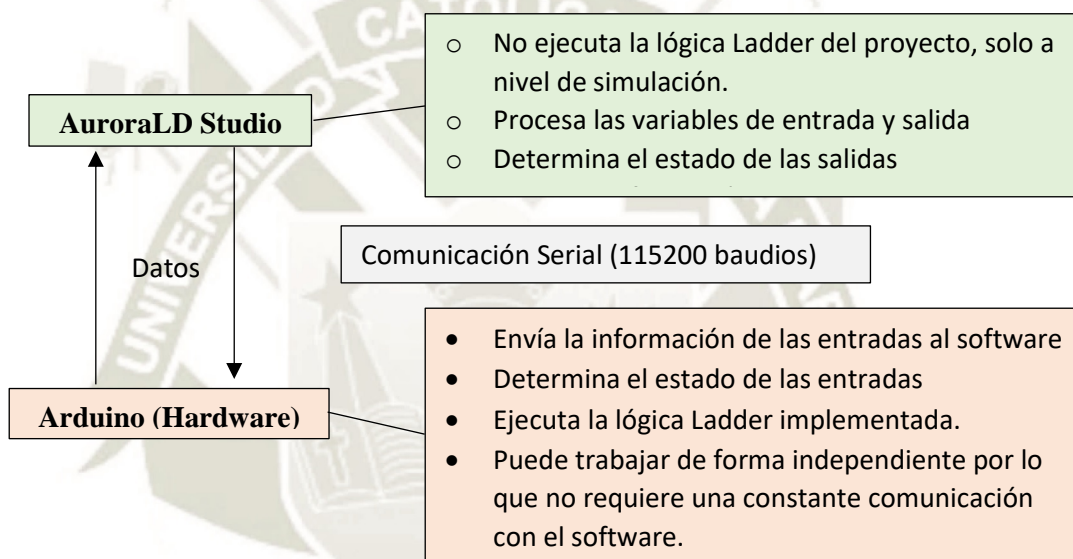 CATOLICA
UNIVERSID
o No ejecuta la lógica Ladder del proyecto, solo a
nivel de simulación.
o Procesa las variables de entrada y salida
o Determina el estado de las salidas
AuroraLD Studio
Datos
Comunicación Serial (115200 baudios)
• Envía la información de las entradas al software
• Determina el estado de las entradas
• Ejecuta la lógica Ladder implementada.
• Puede trabajar de forma independiente por lo
que no requiere una constante comunicación
con el software.
Arduino (Hardware)